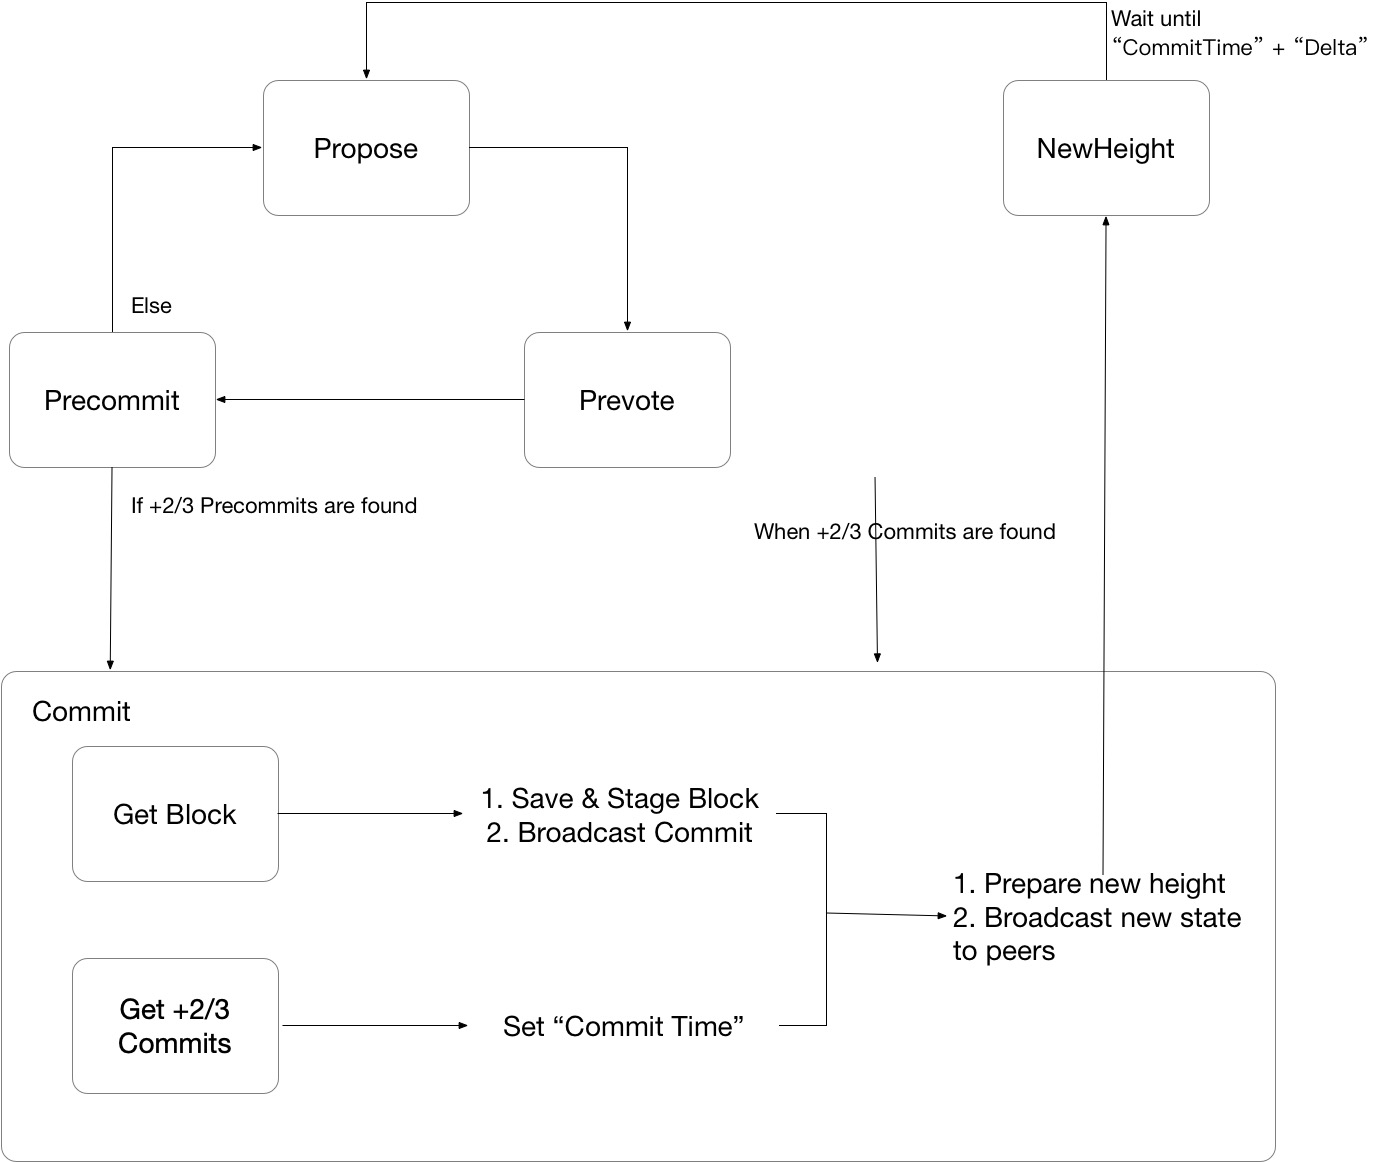 Wait until
“CommitTime” + “Delta”
Propose
NewHeight
Else
Precommit
Prevote
If +2/3 Precommits are found
When +2/3 Commits are found
Commit
Get Block
1. Save & Stage Block
2. Broadcast Commit
1. Prepare new height
2. Broadcast new state
to peers
Get +2/3
Commits
Set “Commit Time”